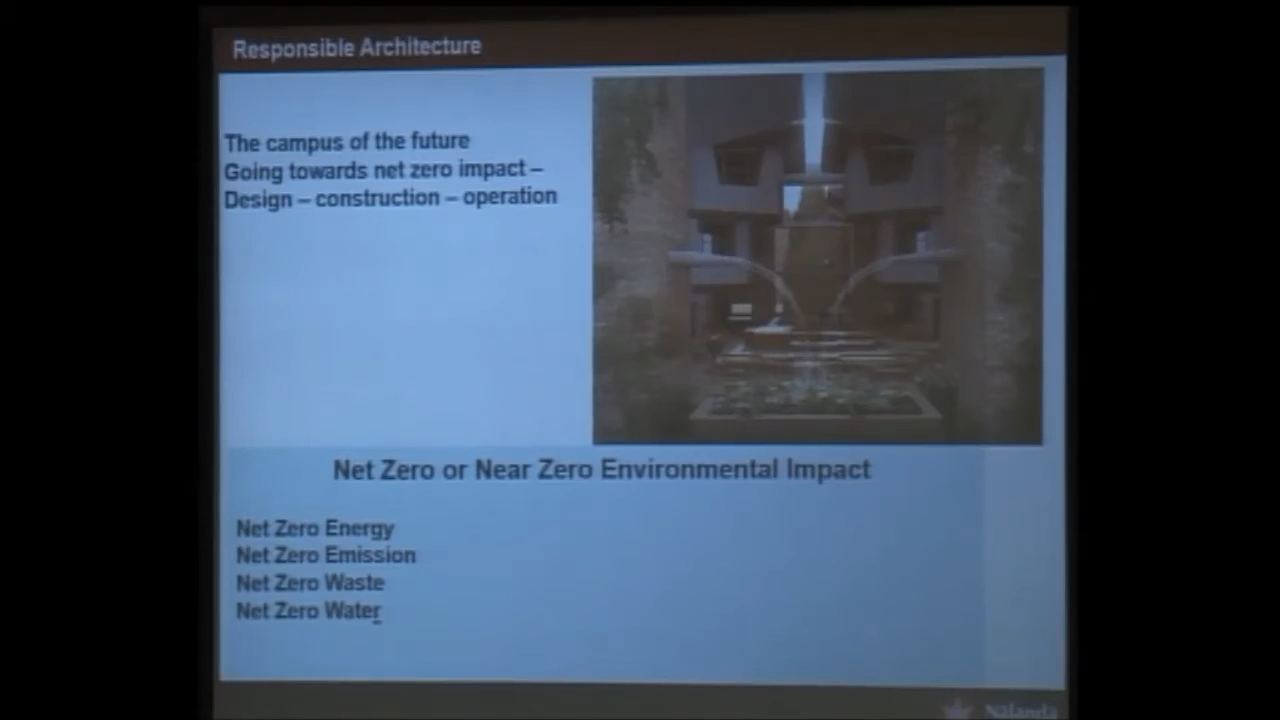 Responsible Architecture
The campus of the future
Going towards net zero impact –
Design – construction – operation
Net Zero or Near Zero Environmental Impact
Net Zero Energy
Net Zero Emission
Net Zero Waste
Net Zero Water
Nalanda